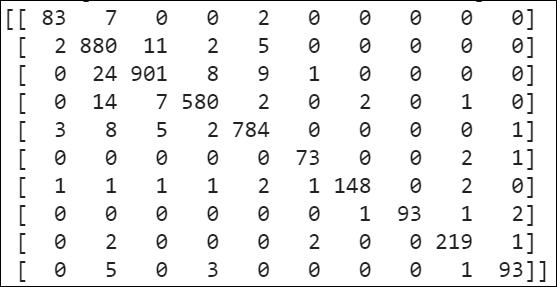 [[ 83 7 0 0 2 0 0 0 0 0]
[ 2 880 11 2 5 0 0 0 0 0]
[ 0 24 901 8 9 1 0 0 0 0]
[ 0 14 7 580 2 0 2 0 1 0]
[ 3 8 5 2 784 0 0 0 0 1]
[ 0 0 0 0 0 73 0 0 2 1]
[ 1 1 1 1 2 1 148 0 2 0]
[ 0 0 0 0 0 0 1 93 1 2]
[ 0 2 0 0 0 2 0 0 219 1]
[ 0 5 0 3 0 0 0 0 1 93]]